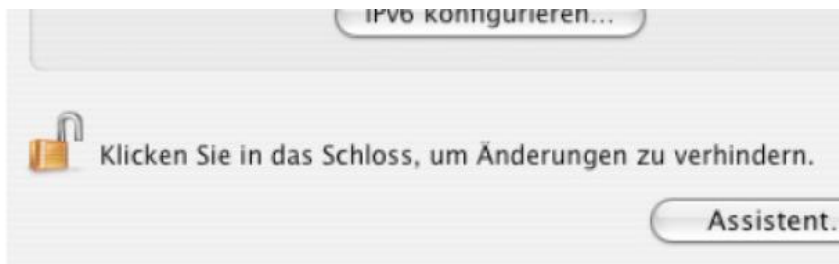 IPv6 konfigurieren...
Klicken Sie in das Schloss, um Änderungen zu verhindern.
Assistent.